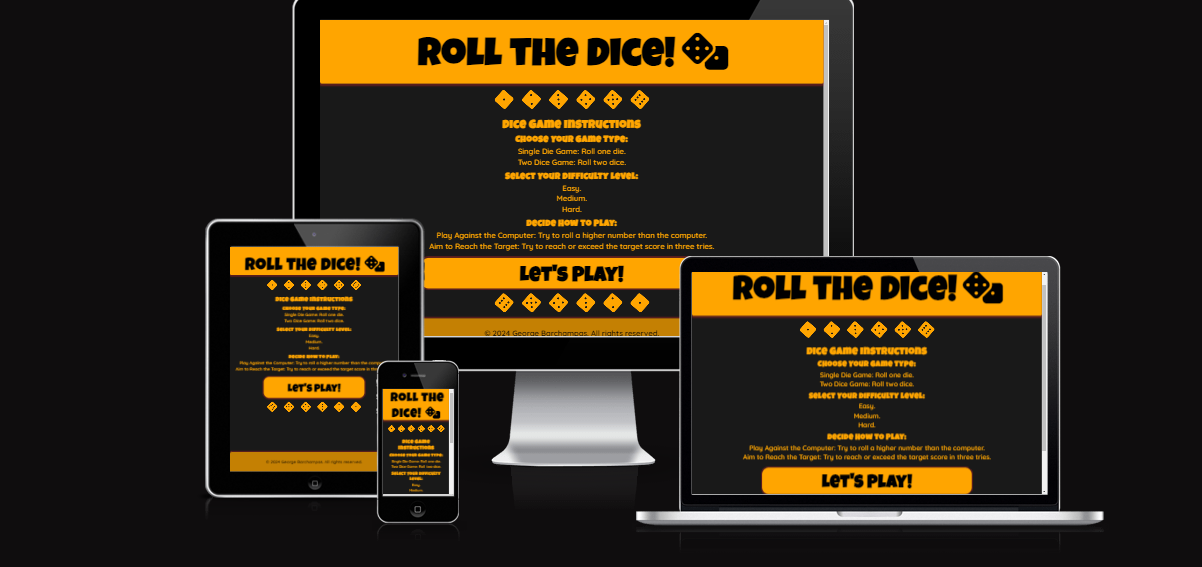 ROLL THE DICE!
DICE GAME INSTRUCTIONS
CHOOSE YOUR GAME TYPE:
Single Die Game: Roll one die.
Two Dice Game: Roll two dice.
SELECT YOUR DIFFICULTY LEVEL:
Easy.
Medium.
Hard.
DECIDE HOW TO PLAY:
Play Against the Computer: Try to roll a higher number than the computer.
Aim to Reach the Target: Try to reach or exceed the target score in three tries.
LET'S PLAY!
© 2024 George Barchampas. All rights reserved.
ROLL THE DICE!
DICE GAME INSTRUCTIONS
CHOOSE YOUR GAME TYPE:
Single Die Game: Roll one die.
Two Dice Game: Roll two dice.
SELECT YOUR DIFFICULTY LEVEL:
Easy.
Medium.
Hard.
DECIDE HOW TO PLAY:
Play Against the Computer: Try to roll a higher number than the
Aim to Reach the Target: Try to reach or exceed the target score in
LET'S PLAY!
© 2024 George Barchampas. All rights reserved.
ROLL THE
DICE!
DICE GAME
INSTRUCTIONS
CHOOSE YOUR GAME TYPE:
Single Die Game: Roll one die.
Two Dice Game: Roll two dice.
SELECT YOUR DIFFICULTY
LEVEL:
Easy.
Medium.
ROLL THE DICE!
DICE GAME INSTRUCTIONS
CHOOSE YOUR GAME TYPE:
Single Die Game: Roll one die.
Two Dice Game: Roll two dice.
SELECT YOUR DIFFICULTY LEVEL:
Easy.
Medium.
Hard.
DECIDE HOW TO PLAY:
Play Against the Computer: Try to roll a higher number than the computer.
Aim to Reach the Target: Try to reach or exceed the target score in three tries.
LET'S PLAY!